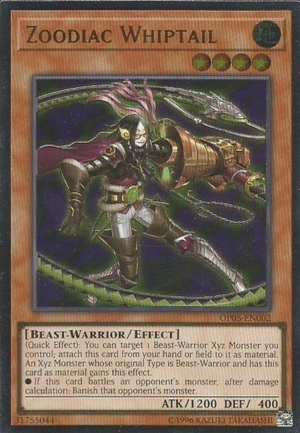 Zoodiac Whiptail
OP05-EN002
[Beast-Warrior/Effect]
(Quick Effect): You can target 1 Beast-Warrior Xyz Monster you
control; attach this card from your hand or field to it as material.
An Xyz Monster whose original Type is Beast-Warrior and has this
card as material gains this effect.
● If this card battles an opponent's monster, after damage
calculation: Banish that opponent's monster.
ATK/1200 DEF/ 400
31755044
©1996 KAZUKI TAKAHASHI